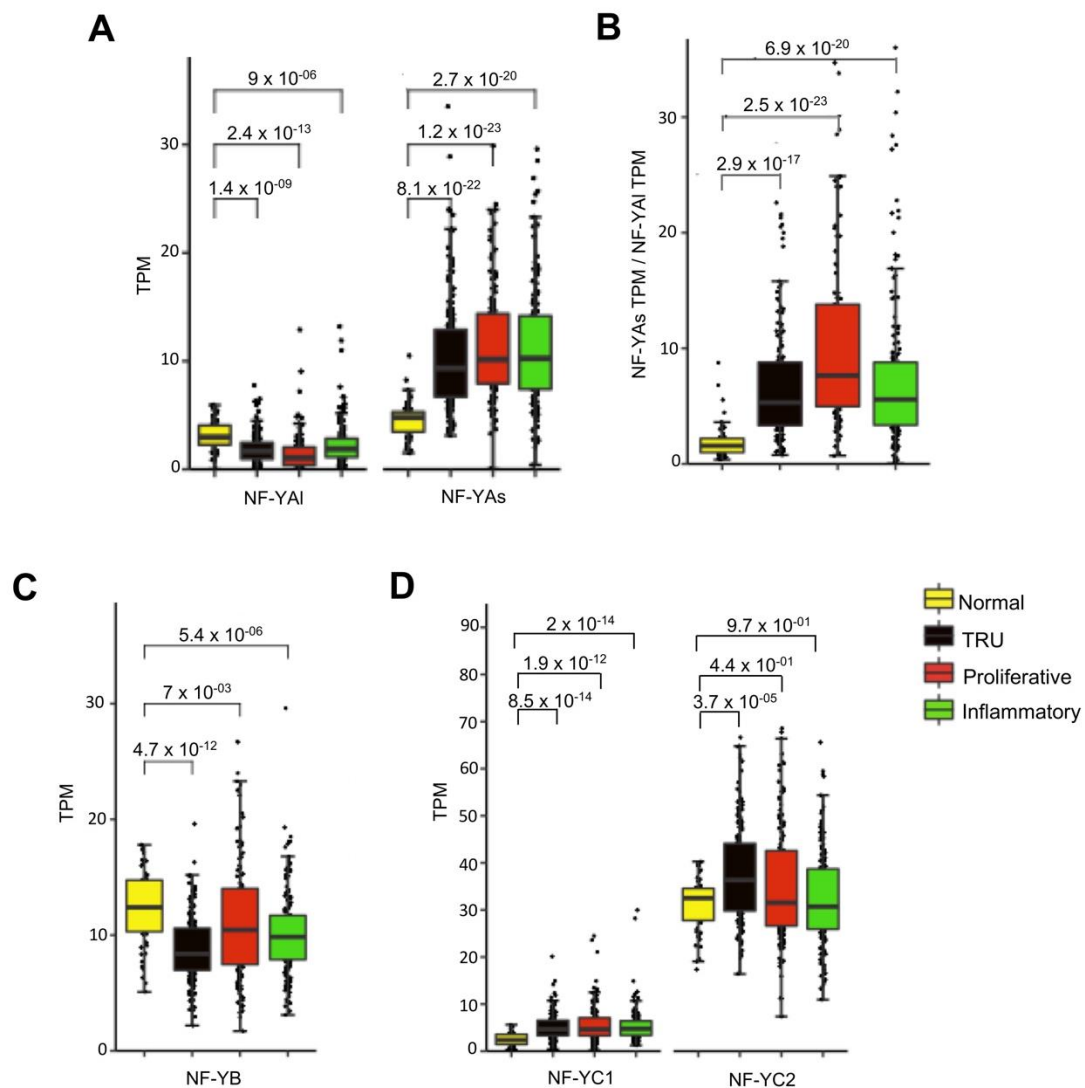 A
9 x 10-06
2.4 x 10-13
1.4 x 10-09
2.7 x 10-20
1.2 x 10-23
8.1 x 10-22
TPM
30
20
10
0
NF-YAl
NF-YAs
B
6.9 x 10-20
2.5 x 10-23
2.9 x 10-17
NF-YAs TPM / NF-YAl TPM
30
20
10
0
C
5.4 x 10-06
7 x 10-03
4.7 x 10-12
TPM
30
20
10
0
NF-YB
D
2 x 10-14
1.9 x 10-12
8.5 x 10-14
9.7 x 10-01
4.4 x 10-01
3.7 x 10-05
TPM
90
80
70
60
50
40
30
20
10
0
NF-YC1
NF-YC2
Normal
TRU
Proliferative
Inflammatory